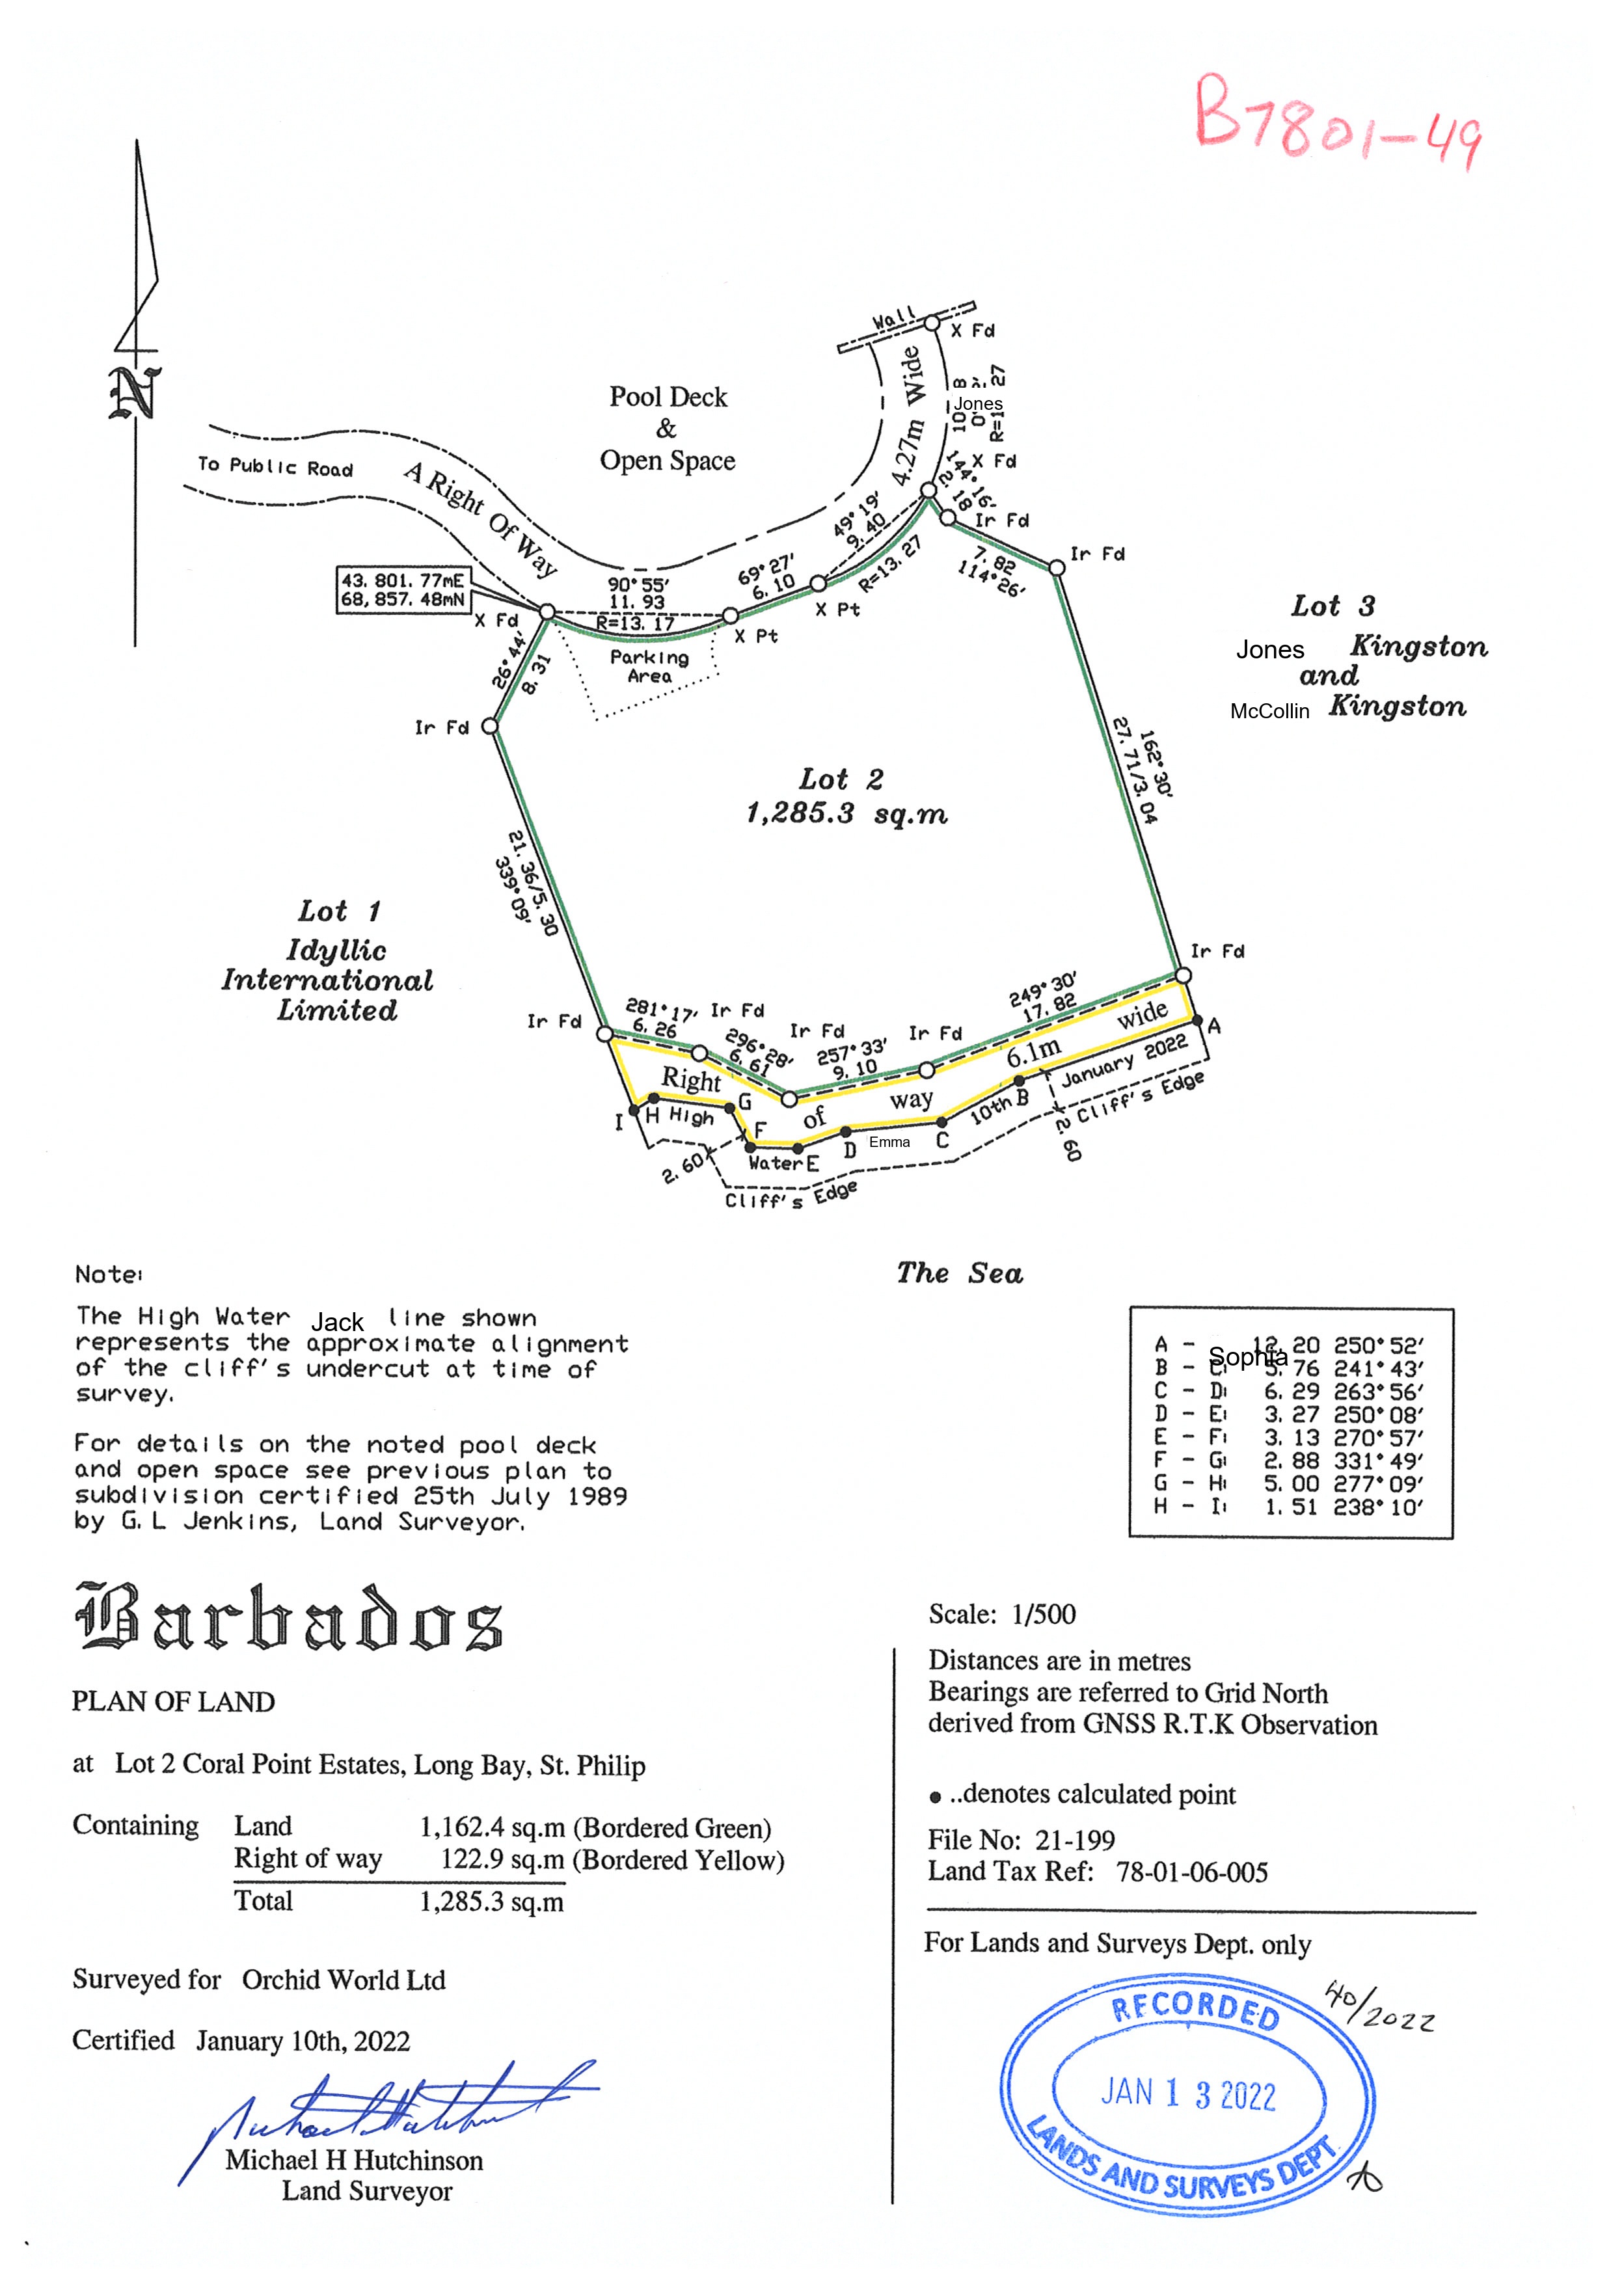 B7801-49
Wall
X Fd
4.27m Wide
Jones
X Fd
144° 16'
2. 18
Ir Fd
Pool Deck
&
Open Space
To Public Road
A Right Of Way
43. 801. 77mE
68, 857. 48mN
X Fd
90° 55'
11. 93
R=13. 17
X Pt
69° 27'
6. 10
X Pt
49° 19'
9. 40
R=13. 27
7. 82
114° 26'
Ir Fd
Parking
Area
26° 44'
8. 31
Ir Fd
Lot 3
Jones Kingston
and
McCollin Kingston
162° 30'
27. 71/3. 04
Lot 2
1,285.3 sq.m
21. 36/5. 30
339° 09'
Lot 1
Idyllic
International
Limited
Ir Fd
Ir Fd
281° 17'
6. 26
Ir Fd
296° 28'
6. 61
Ir Fd
257° 33'
9. 10
Ir Fd
249° 30'
17. 82
Right of way 6.1m wide
A
I H High G
F
Water E
D
Emma
C
10th B January 2022
2. 60
Cliff's Edge
2. 60
Cliff's Edge
N
The Sea
Note:
The High Water Jack line shown
represents the approximate alignment
of the cliff's undercut at time of
survey.
For details on the noted pool deck
and open space see previous plan to
subdivision certified 25th July 1989
by G. L Jenkins, Land Surveyor.
A - 12. 20 250° 52'
Sophia
B - C: 5. 76 241° 43'
C - D: 6. 29 263° 56'
D - E: 3. 27 250° 08'
E - F: 3. 13 270° 57'
F - G: 2. 88 331° 49'
G - H: 5. 00 277° 09'
H - I: 1. 51 238° 10'
Barbados
PLAN OF LAND
at Lot 2 Coral Point Estates, Long Bay, St. Philip
Containing Land 1,162.4 sq.m (Bordered Green)
Right of way 122.9 sq.m (Bordered Yellow)
Total 1,285.3 sq.m
Surveyed for Orchid World Ltd
Certified January 10th, 2022
Michael H Hutchinson
Land Surveyor
Scale: 1/500
Distances are in metres
Bearings are referred to Grid North
derived from GNSS R.T.K Observation
● ..denotes calculated point
File No: 21-199
Land Tax Ref: 78-01-06-005
For Lands and Surveys Dept. only
40/2022
RECORDED
JAN 13 2022
LANDS AND SURVEYS DEPT